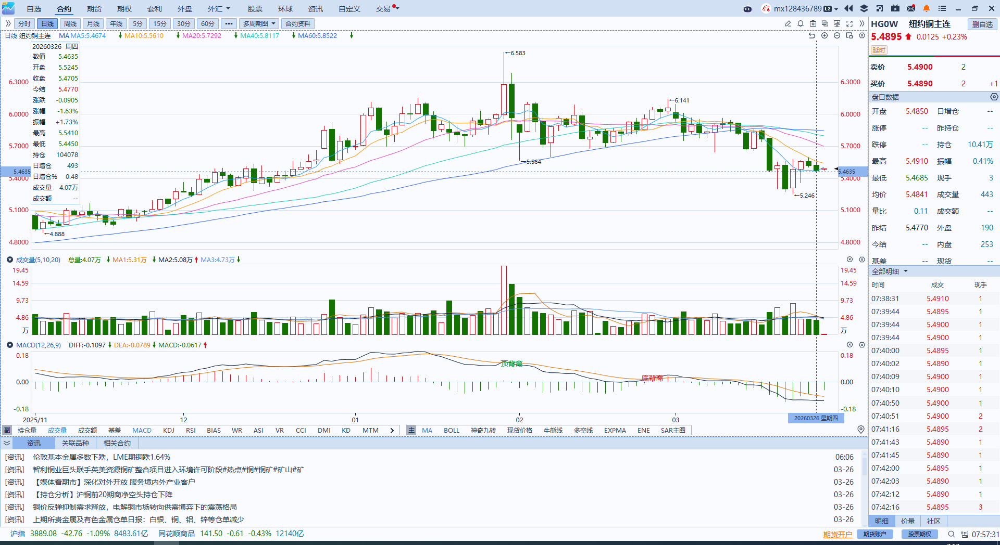 自选 合约 期货 期权 套利 外盘 外汇 股票 环球 资讯 自定义 交易 mx128436789 L2
分时 日线 周线 月线 年线 5分 15分 30分 60分 ••• 多周期图 合约资料
HG0W 纽约铜主连 删自选
日线 纽约铜主连 MA MA5:5.4674 MA10:5.5610 MA20:5.7292 MA40:5.8117 MA60:5.8522
5.4895 0.0125 +0.23%
延时
20260326 周四
数值 5.4635
开盘 5.5245
收盘 5.4705
今结 5.4770
涨跌 -0.0905
涨幅 -1.63%
振幅 +1.73%
最高 5.5410
最低 5.4450
持仓 104078
日增仓 493
日增仓% 0.48
成交量 4.07万
成交额 --
6.3000 6.3000
6.0000 6.0000
5.7000 5.7000
5.4635 5.4635
5.4000 5.4000
5.1000 5.1000
4.8000 4.8000
6.583
6.141
5.564
5.246
4.888
成交量(5,10,20) 总量:4.07万 MA1:5.31万 MA2:5.08万 MA3:4.73万
19.45 19.45
14.59 14.59
9.73 9.73
4.86 4.86
万 万
MACD(12,26,9) DIFF:-0.1097 DEA:-0.0789 MACD:-0.0617
0.18 0.18
顶背离
底背离
0.00 0.00
-0.18 -0.18
2025/11 12 01 02 03 20260326 星期四
副 持仓量 成交量 成交额 基差 MACD KDJ RSI BIAS WR ASI VR CCI DMI KD MTM 主 MA BOLL 神奇九转 现货价格 牛熊线 多空线 EXPMA ENE SAR主图
资讯 关联品种 相关合约
[资讯] 伦敦基本金属多数下跌，LME期铜跌1.64% 06:06
[资讯] 智利铜业巨头联手英美资源铜矿整合项目进入环境许可阶段#热点#铜#铜矿#矿山#矿 03-26
[资讯] 【媒体看期市】深化对外开放 服务境内外产业客户 03-26
[资讯] 【持仓分析】沪铜前20期商净空头持仓下降 03-26
[资讯] 铜价反弹抑制需求释放，电解铜市场转向供需博弈下的震荡格局 03-26
[资讯] 上期所贵金属及有色金属仓单日报：白银、铜、铝、锌等仓单减少 03-26
卖价 5.4900 2
买价 5.4890 2 +1
盘口数据
开盘 5.4850 日增仓 --
涨停 -- 昨持仓 --
跌停 -- 持仓 10.41万
最高 5.4910 振幅 0.41%
最低 5.4685 现手 3
均价 5.4841 成交量 443
量比 0.11 成交额 --
昨结 5.4770 外盘 190
今结 -- 内盘 253
基差 -- 现货 --
全部明细
时间 成交 现手
07:38:31 5.4910 1
07:39:44 5.4895 1
07:39:44 5.4900 1
07:39:44 5.4900 1
07:40:00 5.4895 1
07:40:02 5.4890 1
07:40:09 5.4900 1
07:40:10 5.4900 1
07:40:50 5.4900 1
07:40:51 5.4900 2
07:41:16 5.4895 2
07:41:43 5.4890 1
07:41:45 5.4890 1
07:42:00 5.4895 1
07:42:03 5.4890 1
07:42:12 5.4890 1
07:42:16 5.4895 3
明细 价量 社区
沪指 3889.08 -42.76 -1.09% 8483.61亿 同花顺商品 141.50 -0.61 -0.43% 12140亿 期货开户 期货账户 股票期权 07:57:31